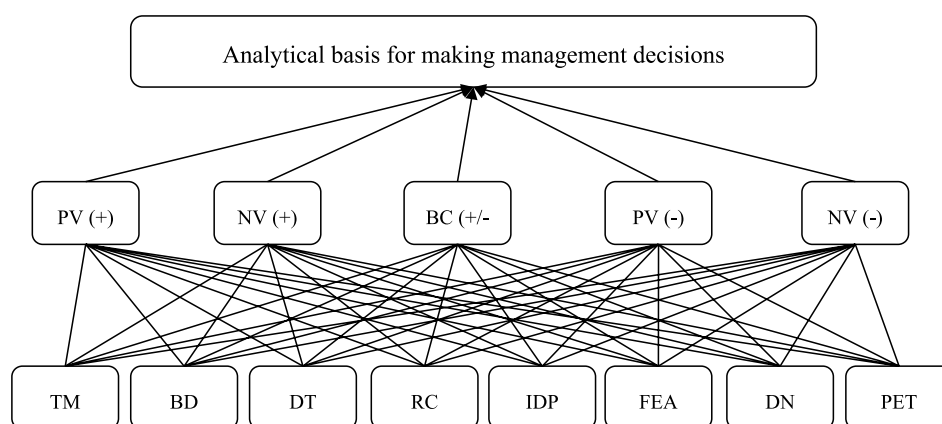 Analytical basis for making management decisions
PV (+)
NV (+)
BC (+/-
PV (-)
NV (-)
TM
BD
DT
RC
IDP
FEA
DN
PET